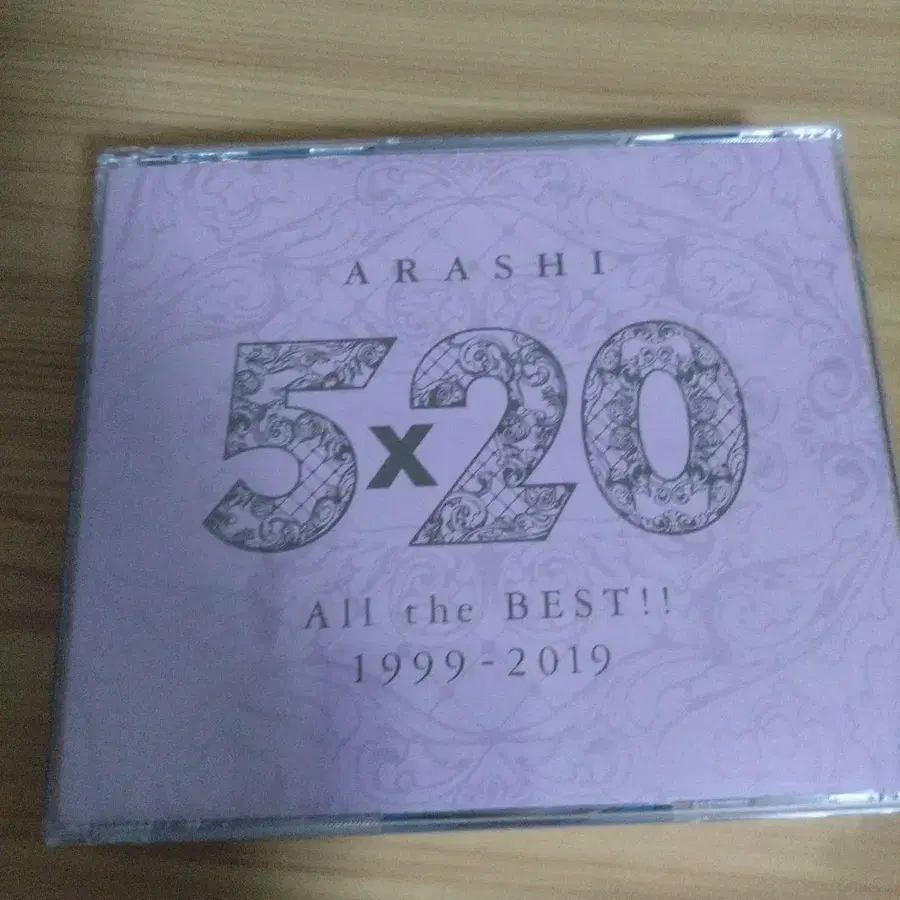 ARASHI
5x20
All the BEST!!
1999-2019